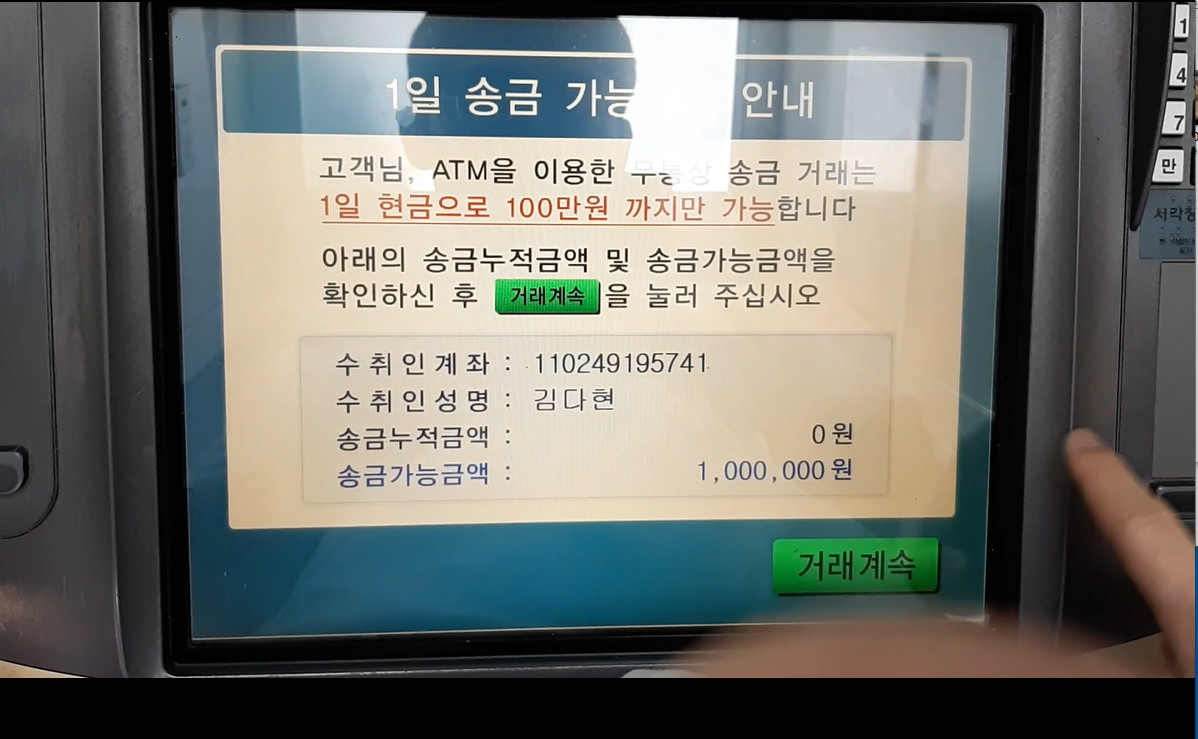 1일 송금 가능 안내
고객님, ATM을 이용한 무통장 송금 거래는
1일 현금으로 100만원 까지만 가능합니다
아래의 송금누적금액 및 송금가능금액을
확인하신 후 거래계속 을 눌러 주십시오
수취인계좌 : 110249195741
수취인성명 : 김다현
송금누적금액 : 0원
송금가능금액 : 1,000,000원
거래계속
1
4
7
만